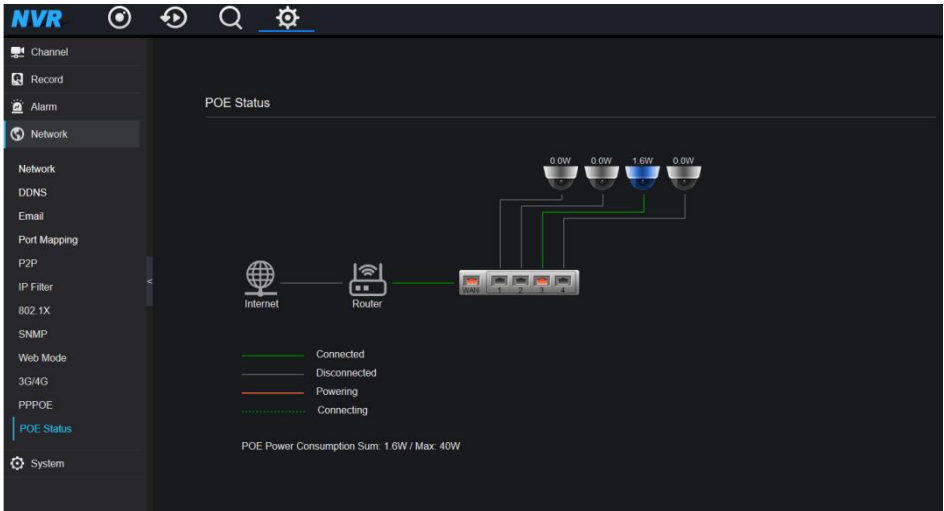 NVR
Channel
Record
Alarm
Network
Network
DDNS
Email
Port Mapping
P2P
IP Filter
802.1X
SNMP
Web Mode
3G/4G
PPPOE
POE Status
System
POE Status
0.0W 0.0W 1.6W 0.0W
WAN 1 2 3 4
Internet Router
Connected
Disconnected
Powering
Connecting
POE Power Consumption Sum: 1.6W / Max: 40W
<